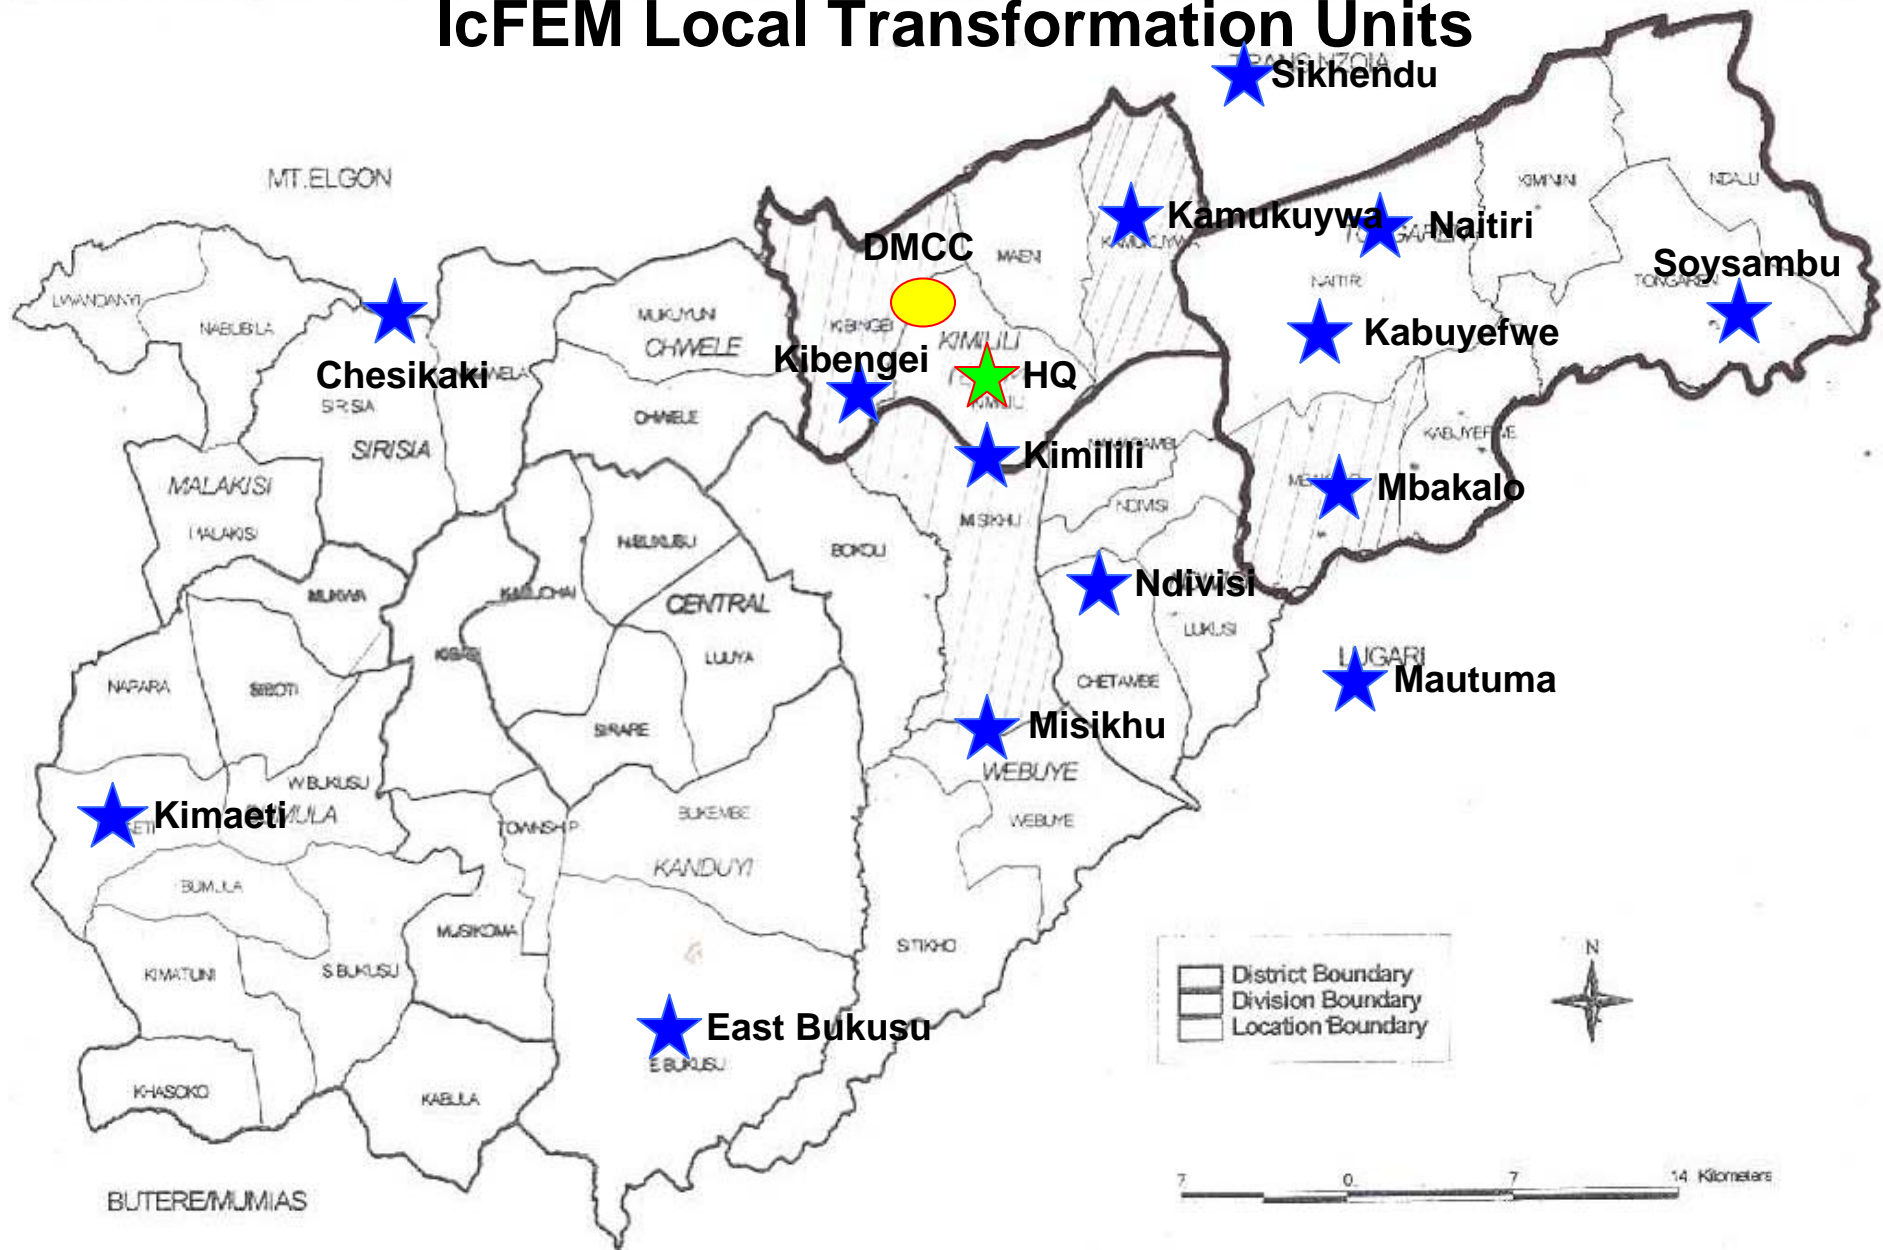 IcFEM Local Transformation Units
TRANS NZOIA
Sikhendu
MT.ELGON
KIMININI
NDALU
Kamukuywa
KAMUKUYWA
Naitiri
DMCC
MAENI
Soysambu
NAITIRI
TONGAREN
LWANDANYI
NABUBILA
MUKUYUNI
CHWELE
KIBINGEI
KIMILILI
Kabuyefwe
Kibengei
HQ
Chesikaki
SIRISIA
CHWELE
SIRISIA
KABUYEFWE
Kimilili
MALAKISI
Mbakalo
NDIVISI
MISIKHU
MALAKISI
BOKOLI
Ndivisi
MUKWA
CENTRAL
LUKUSI
LUUYA
LUGARI
NAPARA
SIBOTI
CHETAMBE
Mautuma
Misikhu
SIRARE
WEBUYE
W.BUKUSU
Kimaeti
BUKEMBE
WEBUYE
TOWNSHIP
KANDUYI
BUMULA
MUSIKOMA
SITIKHO
KIMATUNI
S.BUKUSU
N
District Boundary
Division Boundary
Location Boundary
East Bukusu
E.BUKUSU
KHASOKO
KABULA
7 0 7 14 Kilometers
BUTERE/MUMIAS